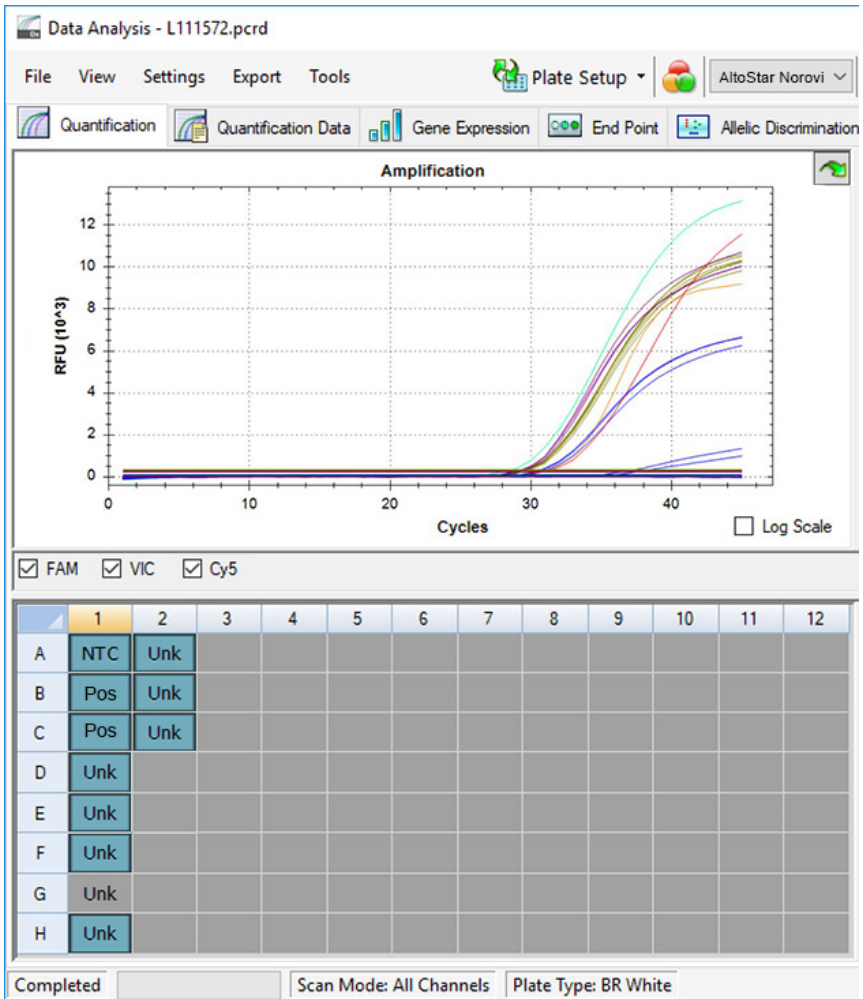 Data Analysis - L111572.pcrd
File View Settings Export Tools Plate Setup AltoStar Norovi
Quantification Quantification Data Gene Expression End Point Allelic Discrimination
Amplification
12
10
8
6
4
2
0
RFU (10^3)
0 10 20 30 40
Cycles
Log Scale
FAM VIC Cy5
1 2 3 4 5 6 7 8 9 10 11 12
A NTC Unk
B Pos Unk
C Pos Unk
D Unk
E Unk
F Unk
G Unk
H Unk
Completed Scan Mode: All Channels Plate Type: BR White